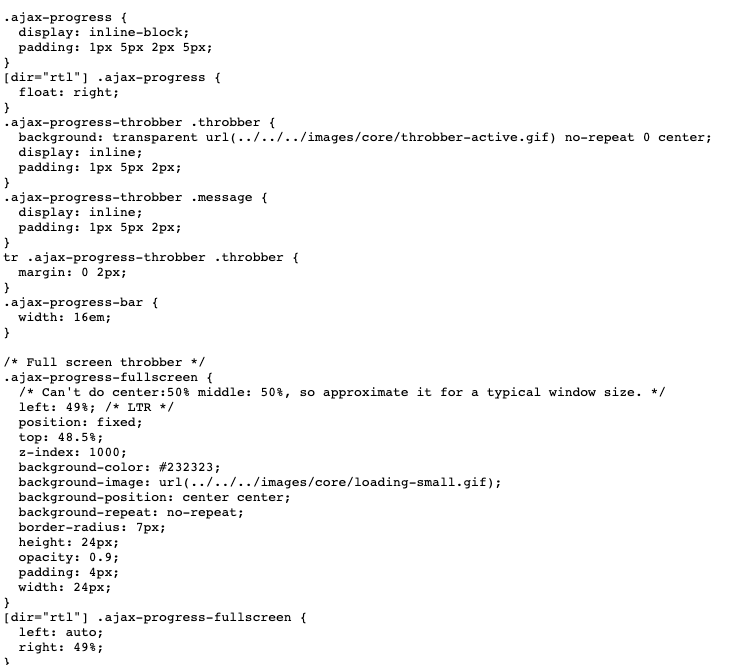 .ajax-progress {
  display: inline-block;
  padding: 1px 5px 2px 5px;
}
[dir="rtl"] .ajax-progress {
  float: right;
}
.ajax-progress-throbber .throbber {
  background: transparent url(../../../images/core/throbber-active.gif) no-repeat 0 center;
  display: inline;
  padding: 1px 5px 2px;
}
.ajax-progress-throbber .message {
  display: inline;
  padding: 1px 5px 2px;
}
tr .ajax-progress-throbber .throbber {
  margin: 0 2px;
}
.ajax-progress-bar {
  width: 16em;
}

/* Full screen throbber */
.ajax-progress-fullscreen {
  /* Can't do center:50% middle: 50%, so approximate it for a typical window size. */
  left: 49%; /* LTR */
  position: fixed;
  top: 48.5%;
  z-index: 1000;
  background-color: #232323;
  background-image: url(../../../images/core/loading-small.gif);
  background-position: center center;
  background-repeat: no-repeat;
  border-radius: 7px;
  height: 24px;
  opacity: 0.9;
  padding: 4px;
  width: 24px;
}
[dir="rtl"] .ajax-progress-fullscreen {
  left: auto;
  right: 49%;
}